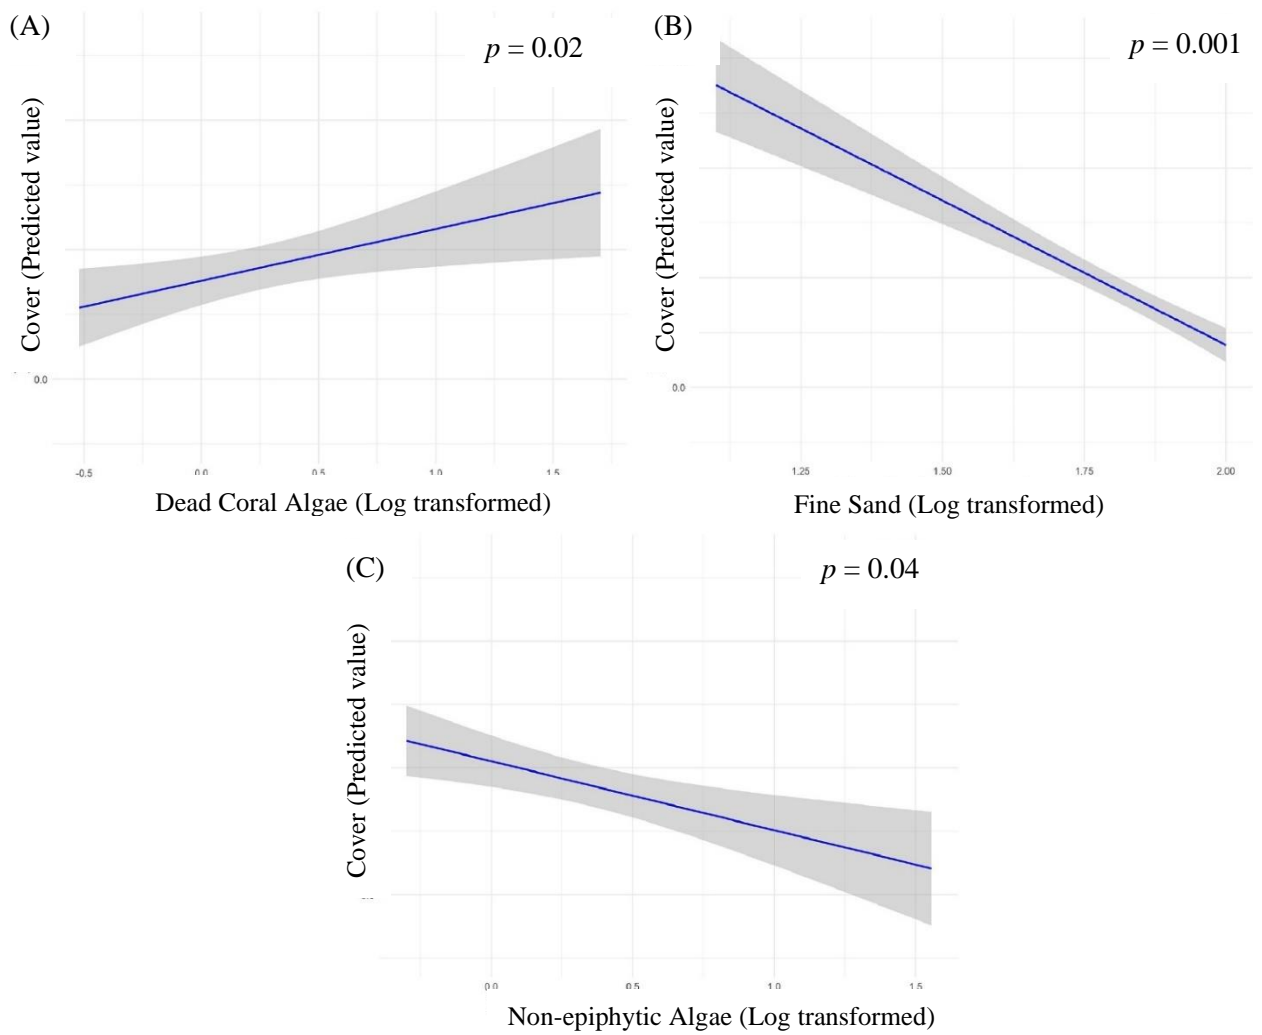 (A)
p = 0.02
Cover (Predicted value)
0.0
-0.5 0.0 0.5 1.0 1.5
Dead Coral Algae (Log transformed)
(B)
p = 0.001
Cover (Predicted value)
0.0
1.25 1.50 1.75 2.00
Fine Sand (Log transformed)
(C)
p = 0.04
Cover (Predicted value)
0.0 0.5 1.0 1.5
Non-epiphytic Algae (Log transformed)